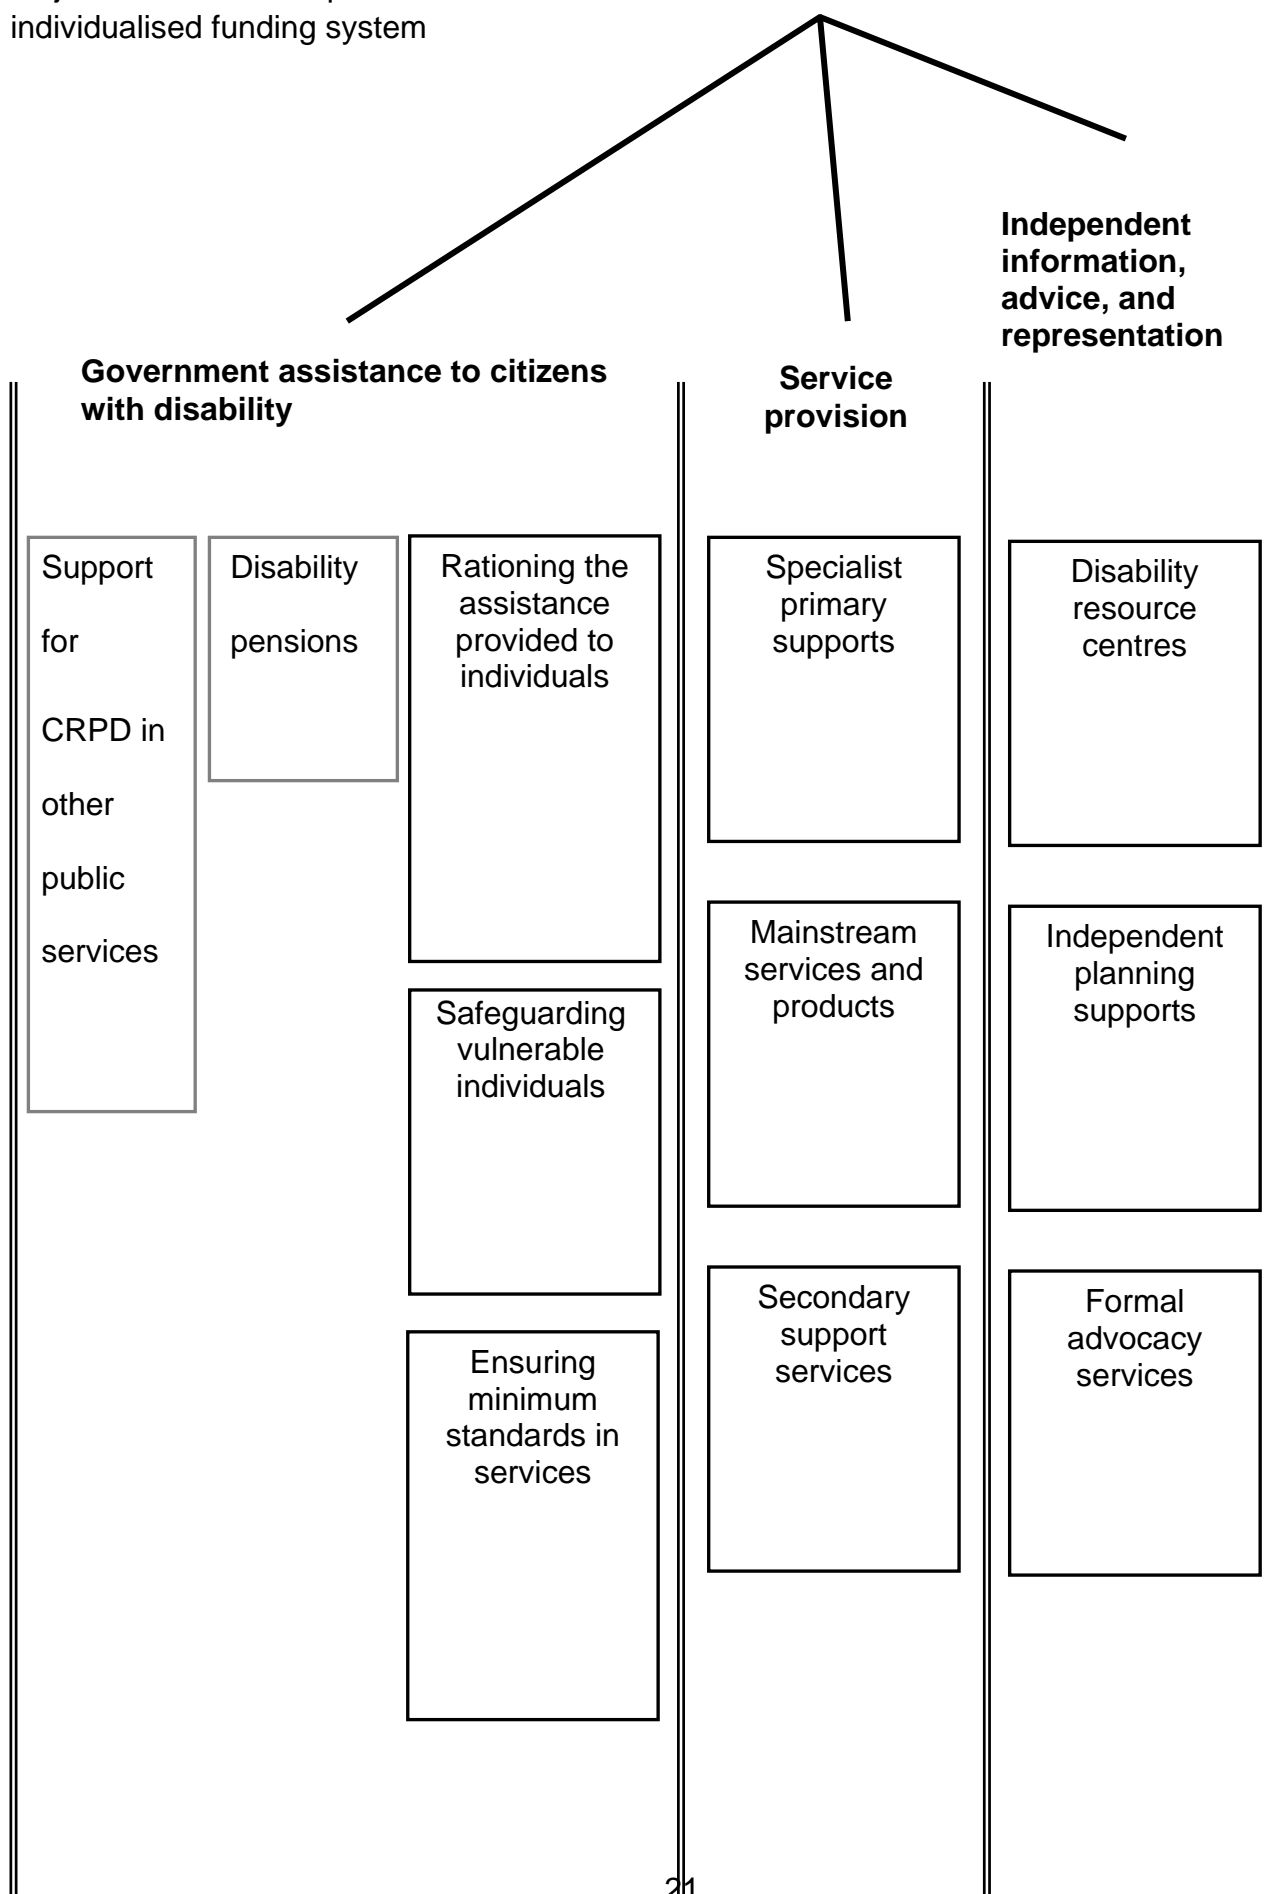 individualised funding system
Independent
information,
advice, and
representation
Government assistance to citizens
with disability
Service
provision
Support
for
CRPD in
other
public
services
Disability
pensions
Rationing the
assistance
provided to
individuals
Safeguarding
vulnerable
individuals
Ensuring
minimum
standards in
services
Specialist
primary
supports
Mainstream
services and
products
Secondary
support
services
Disability
resource
centres
Independent
planning
supports
Formal
advocacy
services
21